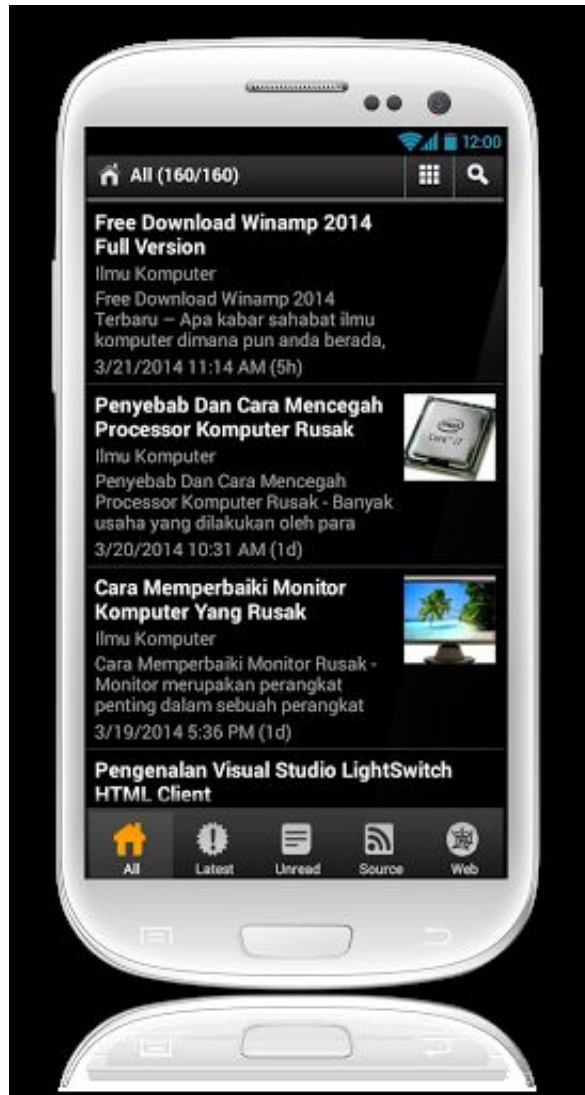 12:00
All (160/160)
Free Download Winamp 2014
Full Version
Ilmu Komputer
Free Download Winamp 2014
Terbaru – Apa kabar sahabat ilmu
komputer dimana pun anda berada,
3/21/2014 11:14 AM (5h)
Penyebab Dan Cara Mencegah
Processor Komputer Rusak
Ilmu Komputer
Penyebab Dan Cara Mencegah
Processor Komputer Rusak - Banyak
usaha yang dilakukan oleh para
3/20/2014 10:31 AM (1d)
intel
Core i7
Cara Memperbaiki Monitor
Komputer Yang Rusak
Ilmu Komputer
Cara Memperbaiki Monitor Rusak -
Monitor merupakan perangkat
penting dalam sebuah perangkat
3/19/2014 5:36 PM (1d)
Pengenalan Visual Studio LightSwitch
HTML Client
All
Latest
Unread
Source
Web